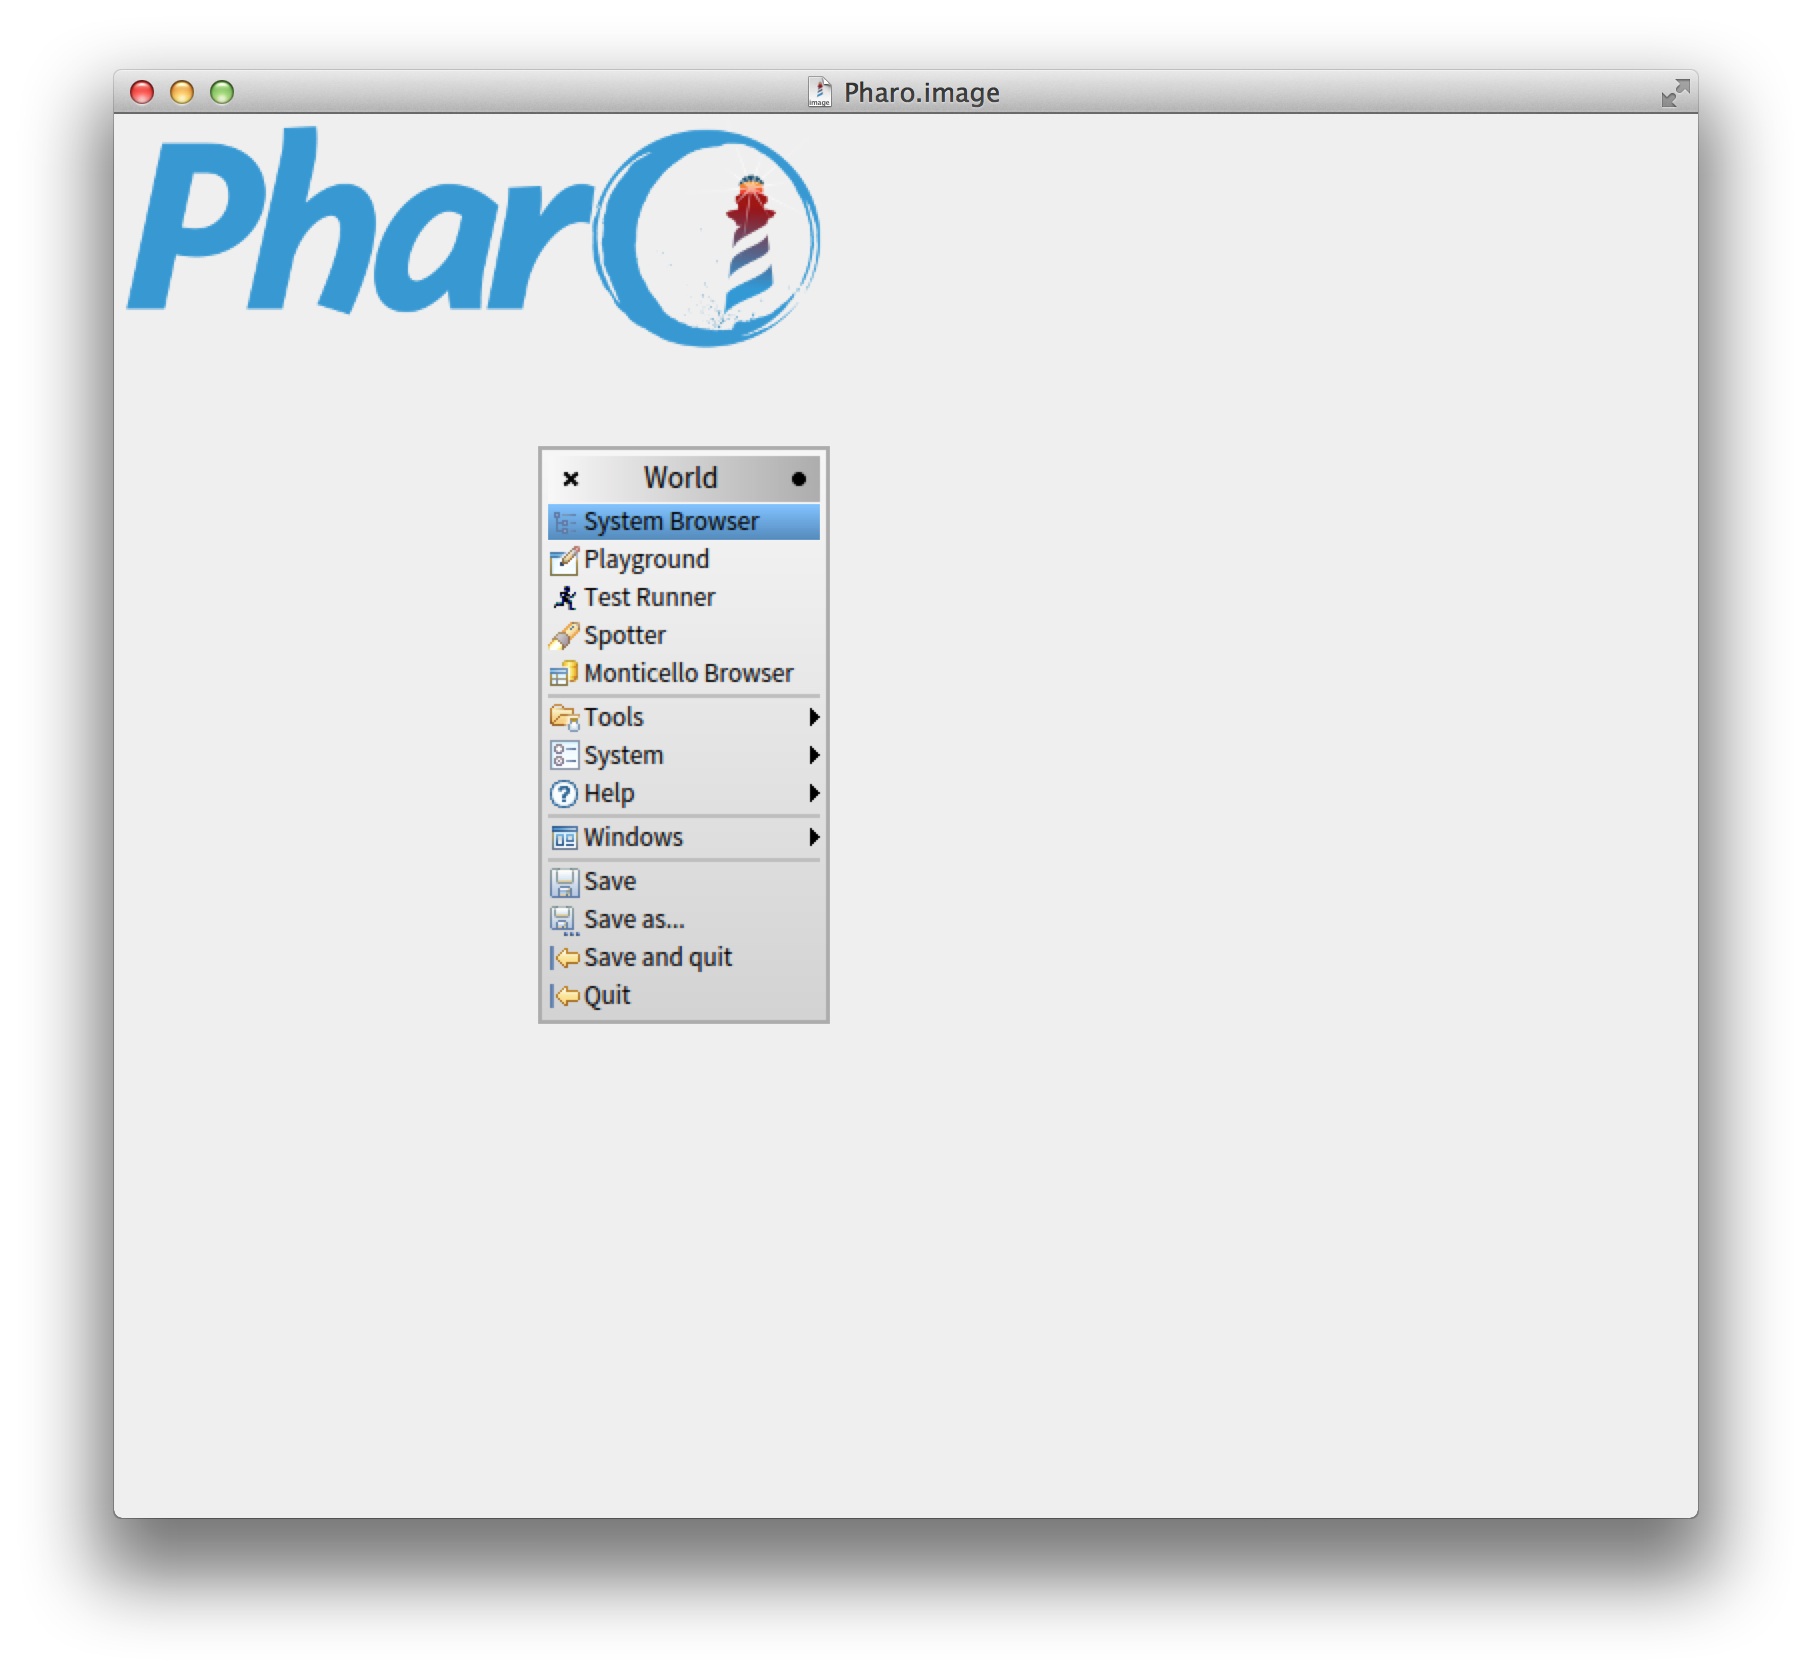 Pharo.image
Pharo
World
System Browser
Playground
Test Runner
Spotter
Monticello Browser
Tools
System
Help
Windows
Save
Save as...
Save and quit
Quit